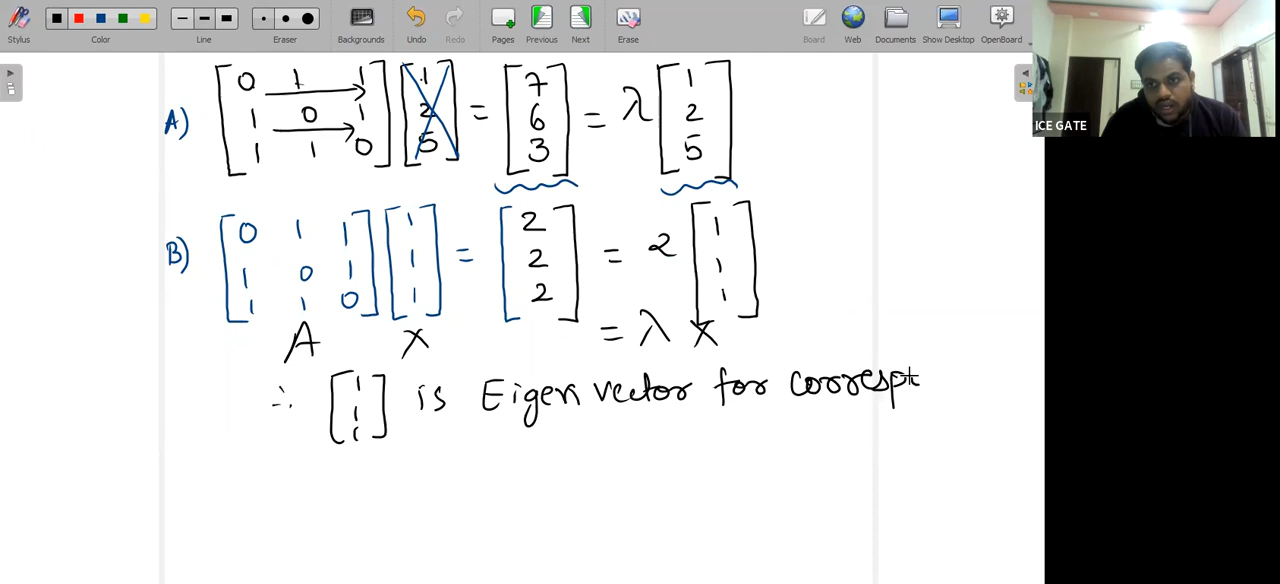 Stylus Color Line Eraser Backgrounds Undo Redo Pages Previous Next Erase Board Web Documents Show Desktop OpenBoard
ICE GATE
A) [0 1 1; 1 0 1; 1 1 0] [1; 2; 5] = [7; 6; 3] = λ [1; 2; 5]
B) [0 1 1; 1 0 1; 1 1 0] [1; 1; 1] = [2; 2; 2] = 2 [1; 1; 1]
A X = λ X
∴ [1; 1; 1] is Eigen vector for correspt